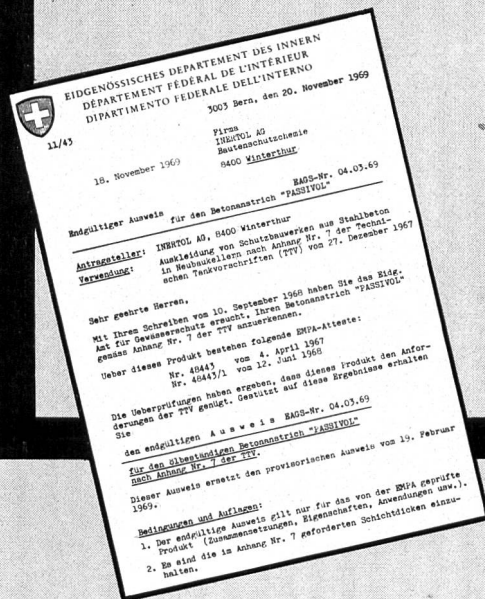 EIDGENÖSSISCHES DEPARTEMENT DES INNERN
DÉPARTEMENT FÉDÉRAL DE L'INTÉRIEUR
DIPARTIMENTO FEDERALE DELL'INTERNO
11/43
3003 Bern, den 20. November 1969
18. November 1969
Firma
INERTOL AG
Bautenschutzchemie
8400 Winterthur
EAGS-Nr. 04.03.69
Endgültiger Ausweis für den Betonanstrich "PASSIVOL"
Antragsteller: INERTOL AG, 8400 Winterthur
Verwendung: Auskleidung von Schutzbauwerken aus Stahlbeton
in Neubaukellern nach Anhang Nr. 7 der Techni-
schen Tankvorschriften (TTV) vom 27. Dezember 1967
Sehr geehrte Herren,
Mit Ihrem Schreiben vom 10. September 1968 haben Sie das Eidg.
Amt für Gewässerschutz ersucht, Ihren Betonanstrich "PASSIVOL"
gemäss Anhang Nr. 7 der TTV anzuerkennen.
Ueber dieses Produkt bestehen folgende EMPA-Atteste:
Nr. 48443 vom 4. April 1967
Nr. 48443/1 vom 12. Juni 1968
Die Ueberprüfungen haben ergeben, dass dieses Produkt den Anfor-
derungen der TTV genügt. Gestützt auf diese Ergebnisse erhalten
Sie
den endgültigen A u s w e i s EAGS-Nr. 04.03.69
für den ölbeständigen Betonanstrich "PASSIVOL"
nach Anhang Nr. 7 der TTV.
Dieser Ausweis ersetzt den provisorischen Ausweis vom 19. Februar
1969.
Bedingungen und Auflagen:
1. Der endgültige Ausweis gilt nur für das von der EMPA geprüfte
Produkt (Zusammensetzungen, Eigenschaften, Anwendungen usw.).
2. Es sind die im Anhang Nr. 7 geforderten Schichtdicken einzu-
halten.